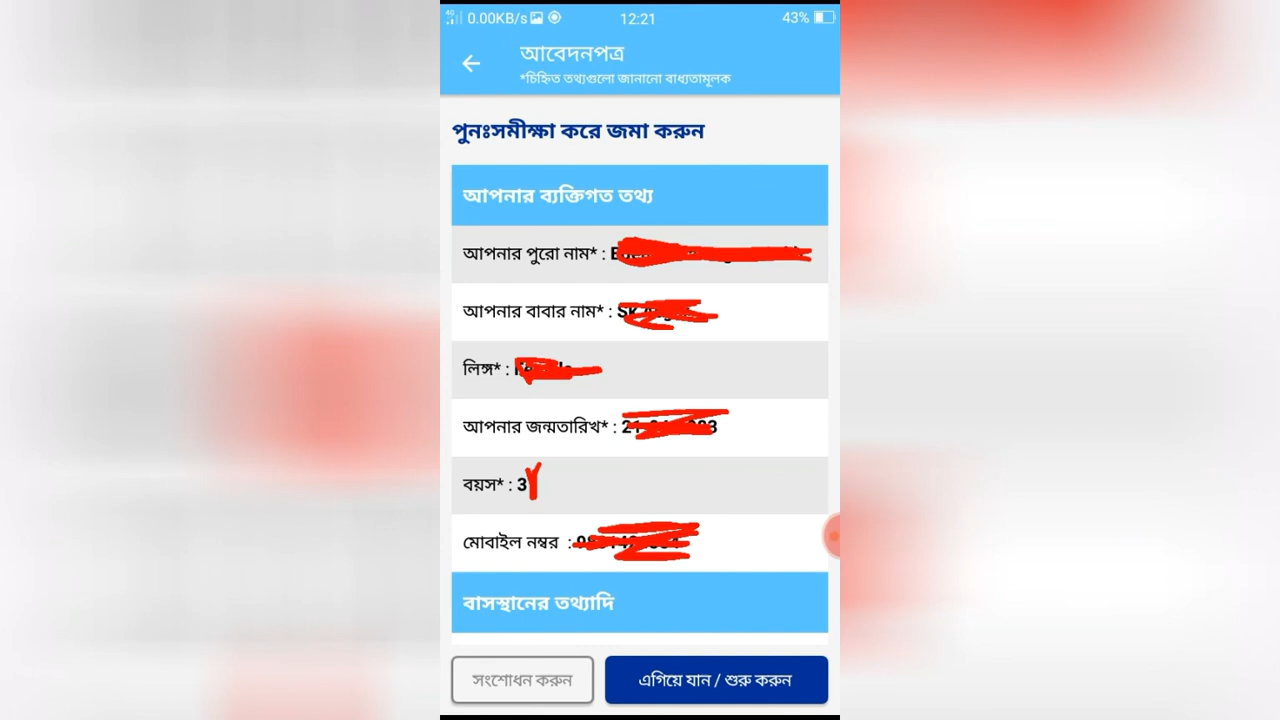 4G 0.00KB/s 12:21 43%
আবেদনপত্র
*চিহ্নিত তথ্যগুলো জানানো বাধ্যতামূলক
পুনঃসমীক্ষা করে জমা করুন
আপনার ব্যক্তিগত তথ্য
আপনার পুরো নাম* :
আপনার বাবার নাম* :
লিঙ্গ* :
আপনার জন্মতারিখ* :
বয়স* : 3
মোবাইল নম্বর :
বাসস্থানের তথ্যাদি
সংশোধন করুন এগিয়ে যান / শুরু করুন